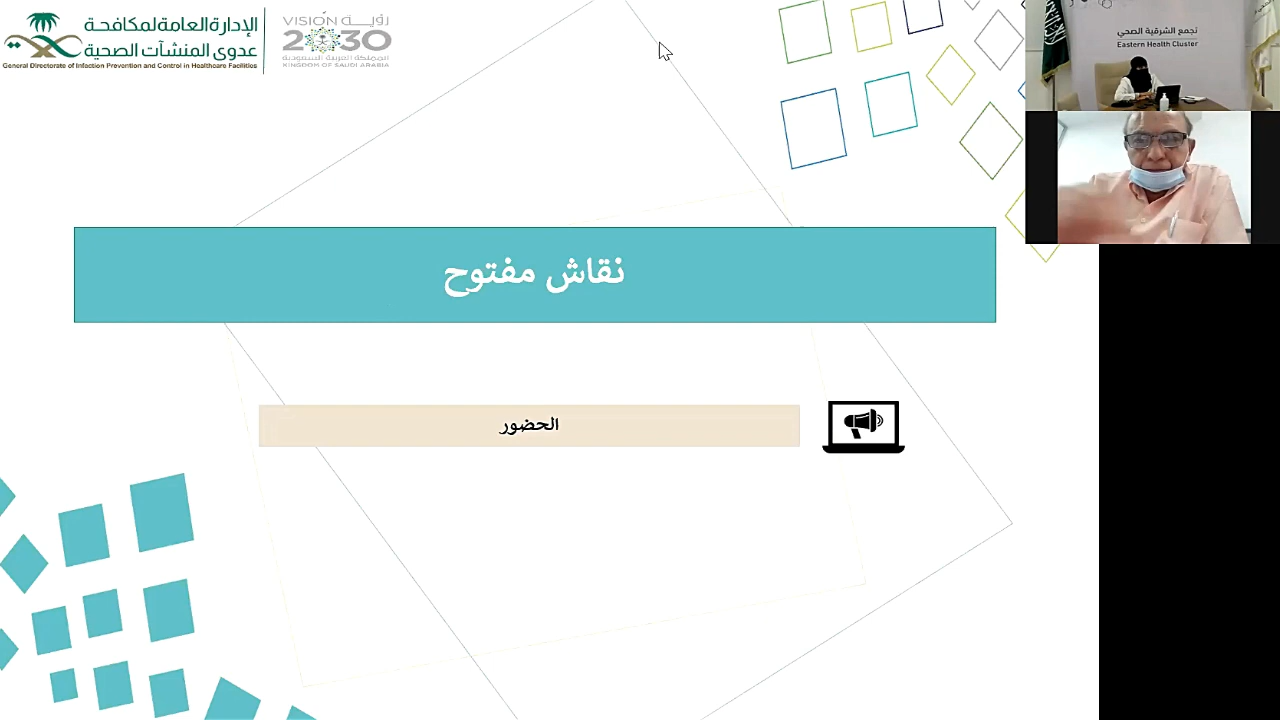 الإدارة العامة لمكافحة
عدوى المنشآت الصحية
General Directorate of Infection Prevention and Control in Healthcare Facilities
VISION رؤيــة
2030
المملكة العربية السعودية
KINGDOM OF SAUDI ARABIA
تجمع الشرقية الصحي
Eastern Health Cluster
نقاش مفتوح
الحضور